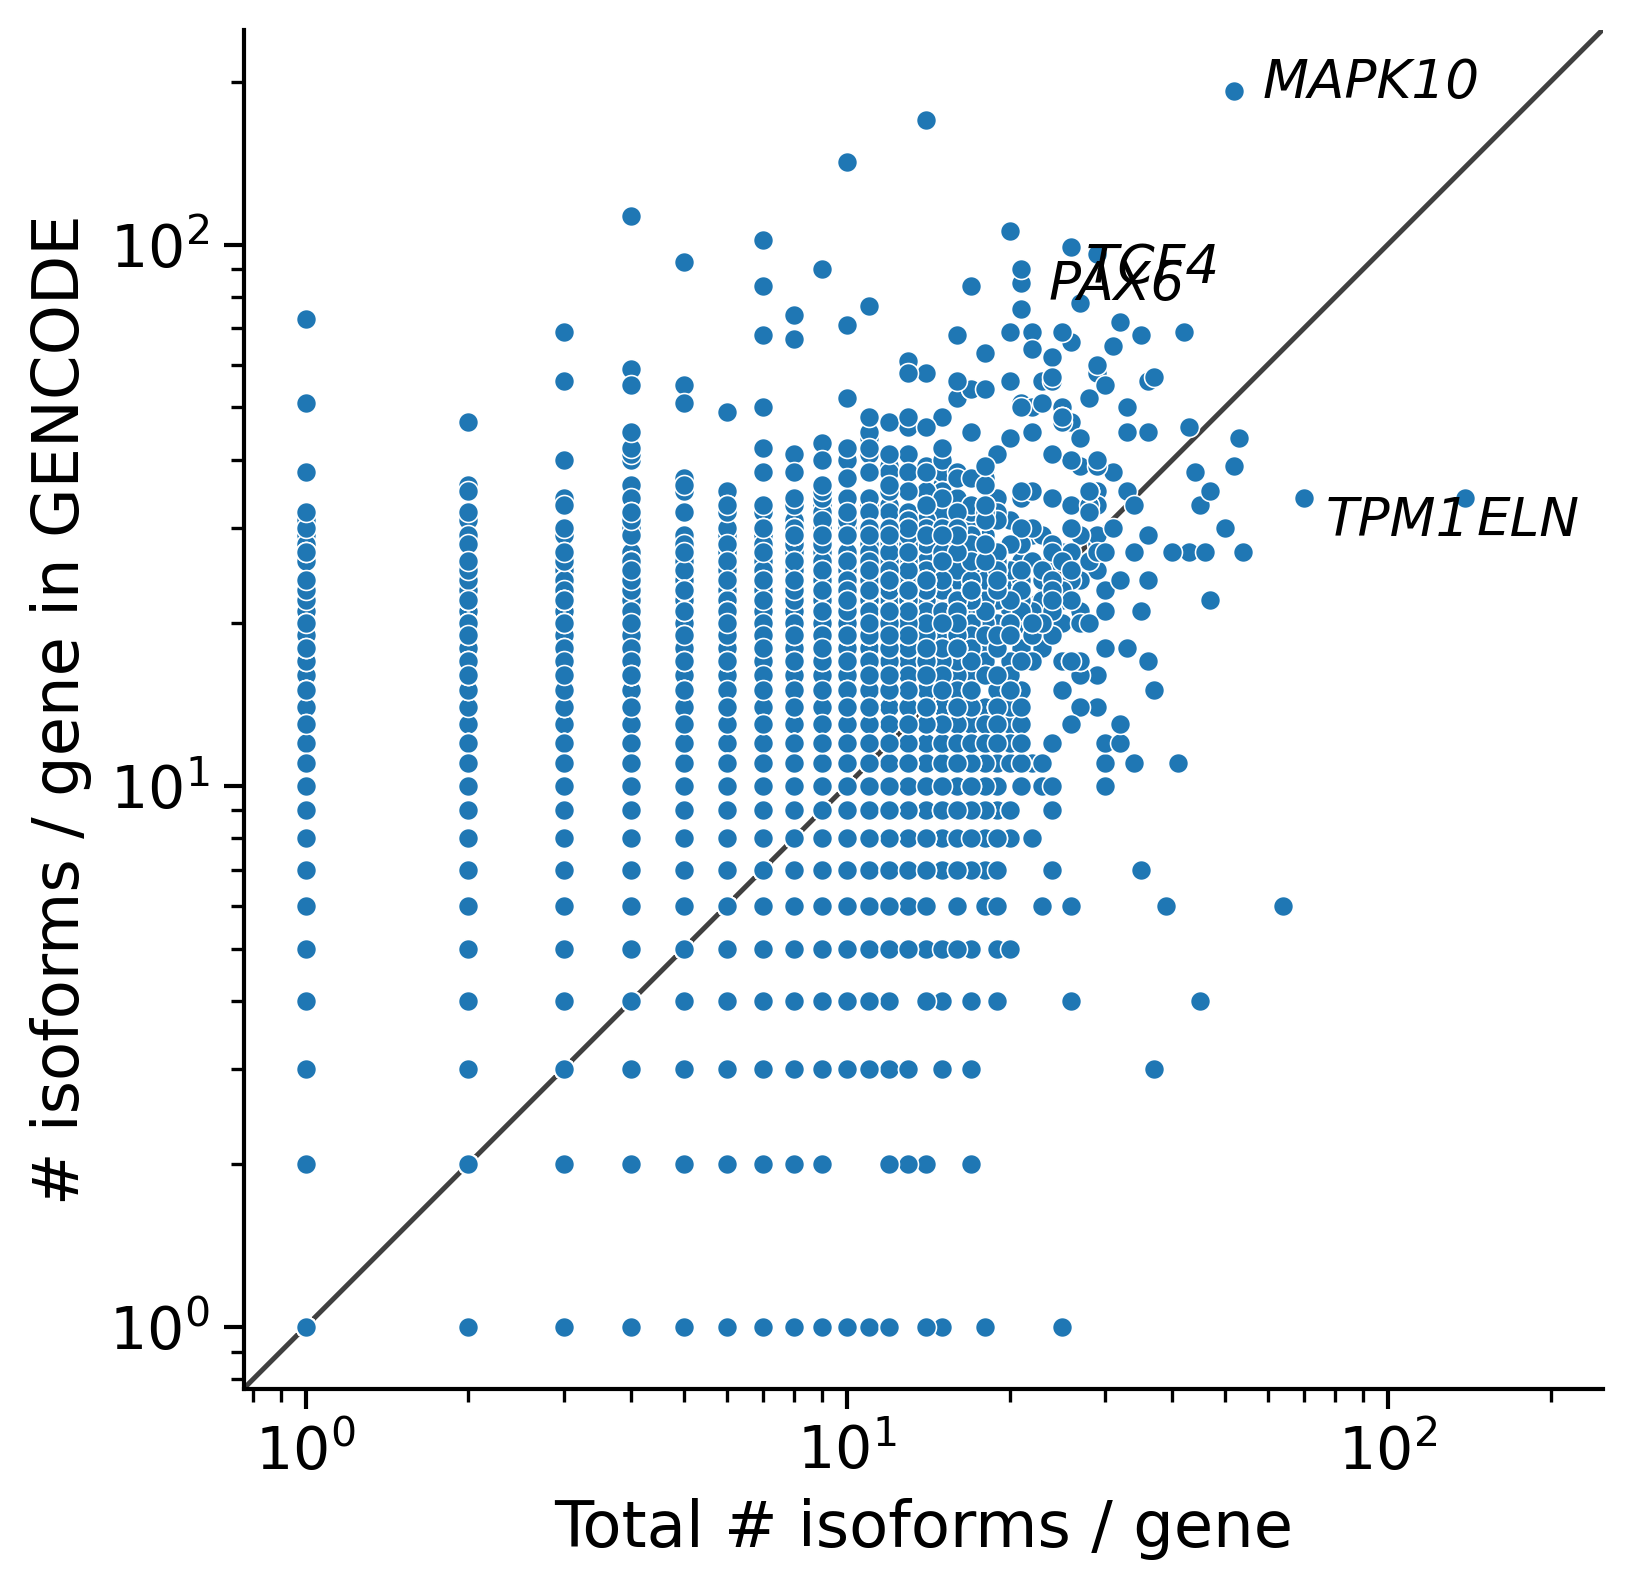 MAPK10
TCF4
PAX6
TPM1 ELN
# isoforms / gene in GENCODE
10²
10¹
10⁰
10⁰ 10¹ 10²
Total # isoforms / gene